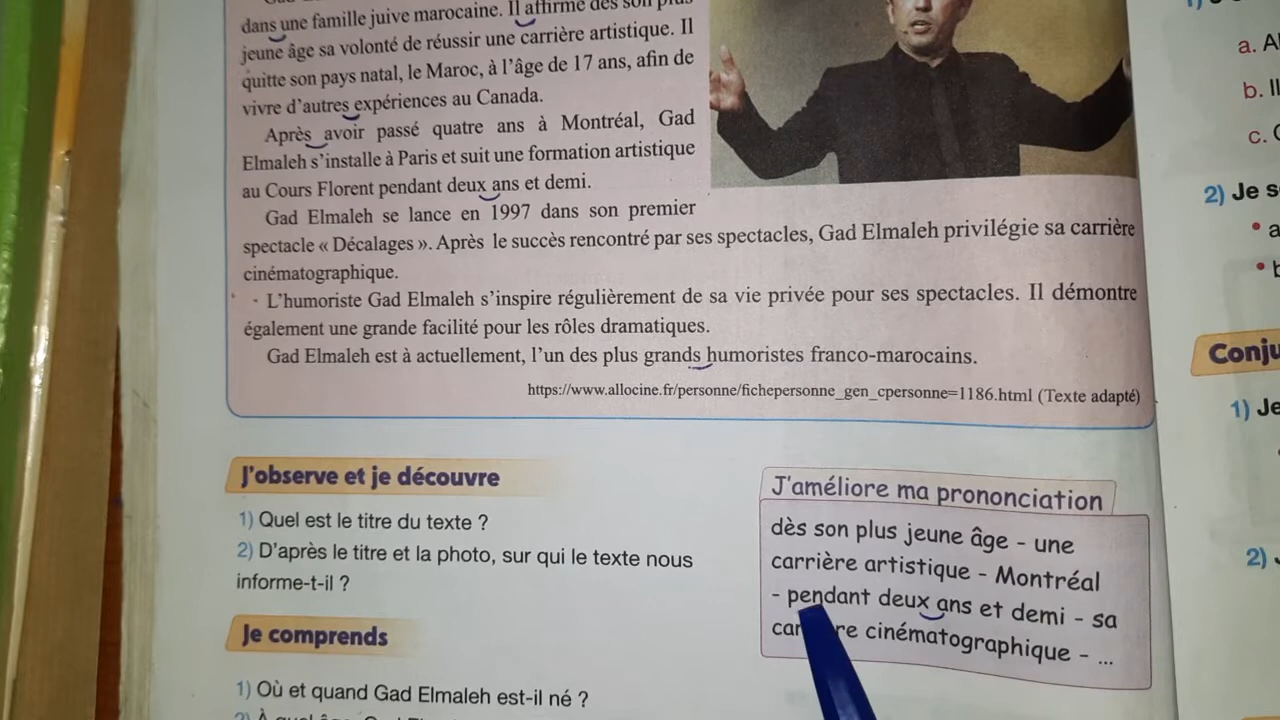 dans une famille juive marocaine. Il affirme dès son plus
jeune âge sa volonté de réussir une carrière artistique. Il
quitte son pays natal, le Maroc, à l'âge de 17 ans, afin de
vivre d'autres expériences au Canada.
Après avoir passé quatre ans à Montréal, Gad
Elmaleh s'installe à Paris et suit une formation artistique
au Cours Florent pendant deux ans et demi.
Gad Elmaleh se lance en 1997 dans son premier
spectacle « Décalages ». Après le succès rencontré par ses spectacles, Gad Elmaleh privilégie sa carrière
cinématographique.
- L'humoriste Gad Elmaleh s'inspire régulièrement de sa vie privée pour ses spectacles. Il démontre
également une grande facilité pour les rôles dramatiques.
Gad Elmaleh est à actuellement, l'un des plus grands humoristes franco-marocains.
https://www.allocine.fr/personne/fichepersonne_gen_cpersonne=1186.html (Texte adapté)
J'observe et je découvre
1) Quel est le titre du texte ?
2) D'après le titre et la photo, sur qui le texte nous
informe-t-il ?
Je comprends
1) Où et quand Gad Elmaleh est-il né ?
J'améliore ma prononciation
dès son plus jeune âge - une
carrière artistique - Montréal
- pendant deux ans et demi - sa
cinématographique - ...
a.
b. Il
c.
2) Je
1) Je
2)